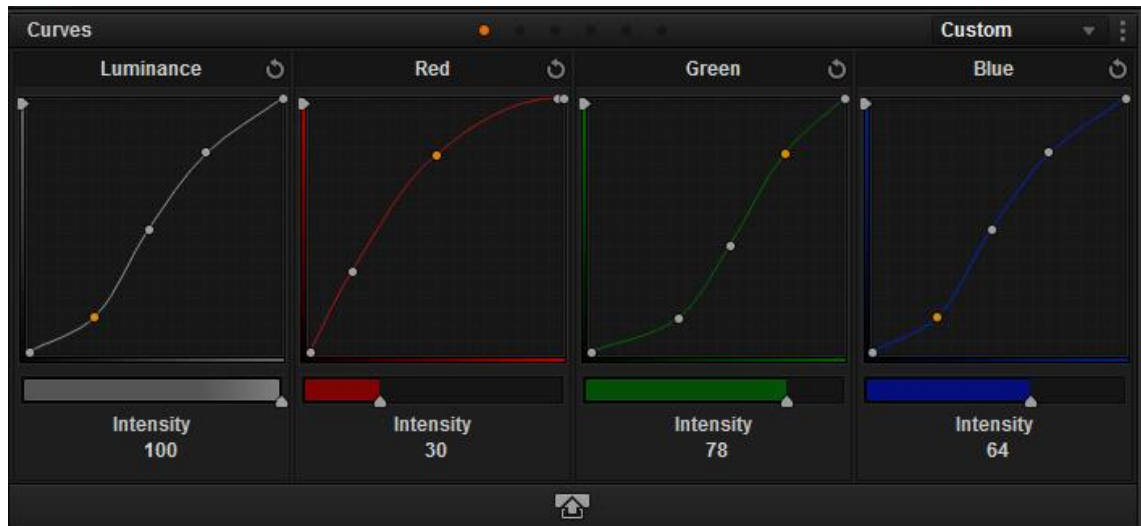 Curves Custom
Luminance Red Green Blue
Intensity Intensity Intensity Intensity
100 30 78 64